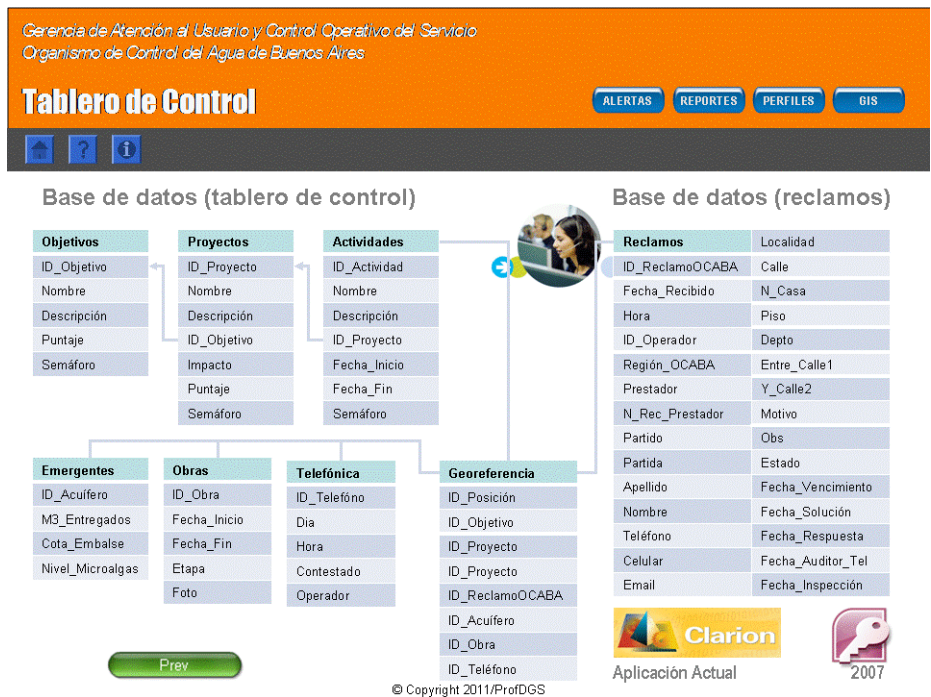 Gerencia de Atención al Usuario y Control Operativo del Servicio
Organismo de Control del Agua de Buenos Aires
Tablero de Control
ALERTAS
REPORTES
PERFILES
GIS
?
i
Base de datos (tablero de control)
Objetivos
ID_Objetivo
Nombre
Descripción
Puntaje
Semáforo
Proyectos
ID_Proyecto
Nombre
Descripción
ID_Objetivo
Impacto
Puntaje
Semáforo
Actividades
ID_Actividad
Nombre
Descripción
ID_Proyecto
Fecha_Inicio
Fecha_Fin
Semáforo
Emergentes
ID_Acuífero
M3_Entregados
Cota_Embalse
Nivel_Microalgas
Obras
ID_Obra
Fecha_Inicio
Fecha_Fin
Etapa
Foto
Telefónica
ID_Telefóno
Dia
Hora
Contestado
Operador
Georeferencia
ID_Posición
ID_Objetivo
ID_Proyecto
ID_Proyecto
ID_ReclamoOCABA
ID_Acuífero
ID_Obra
ID_Teléfono
Base de datos (reclamos)
Reclamos
ID_ReclamoOCABA
Fecha_Recibido
Hora
ID_Operador
Región_OCABA
Prestador
N_Rec_Prestador
Partido
Partida
Apellido
Nombre
Teléfono
Celular
Email
Localidad
Calle
N_Casa
Piso
Depto
Entre_Calle1
Y_Calle2
Motivo
Obs
Estado
Fecha_Vencimiento
Fecha_Solución
Fecha_Respuesta
Fecha_Auditor_Tel
Fecha_Inspección
Clarion
Aplicación Actual
2007
Prev
© Copyright 2011/ProfDGS